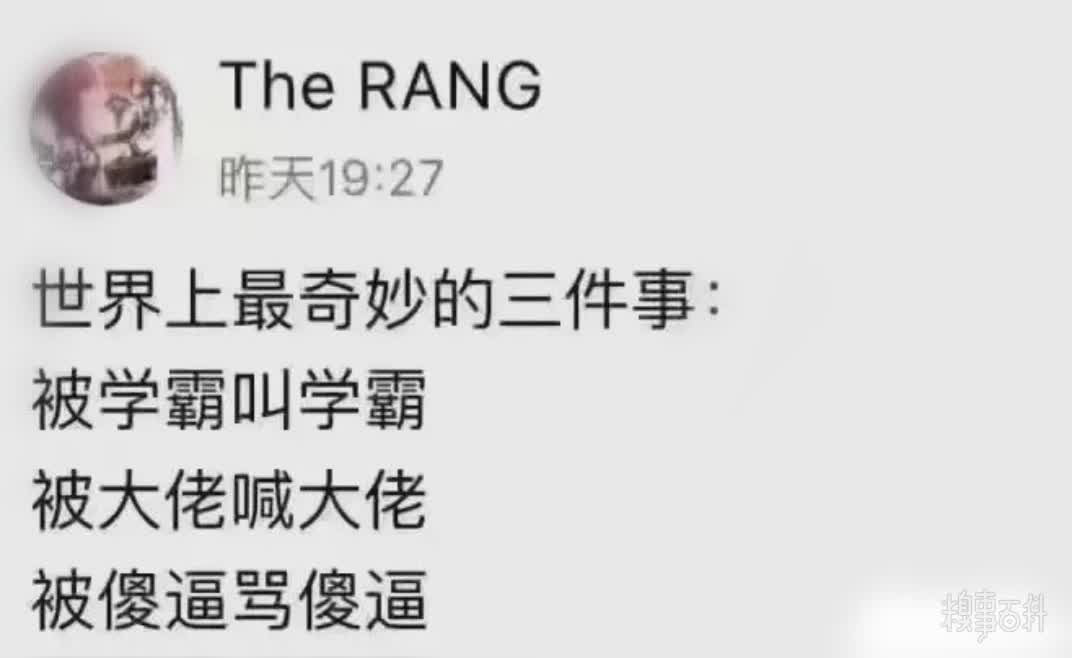 The RANG
昨天19:27
世界上最奇妙的三件事：
被学霸叫学霸
被大佬喊大佬
被傻逼骂傻逼
糗事百科